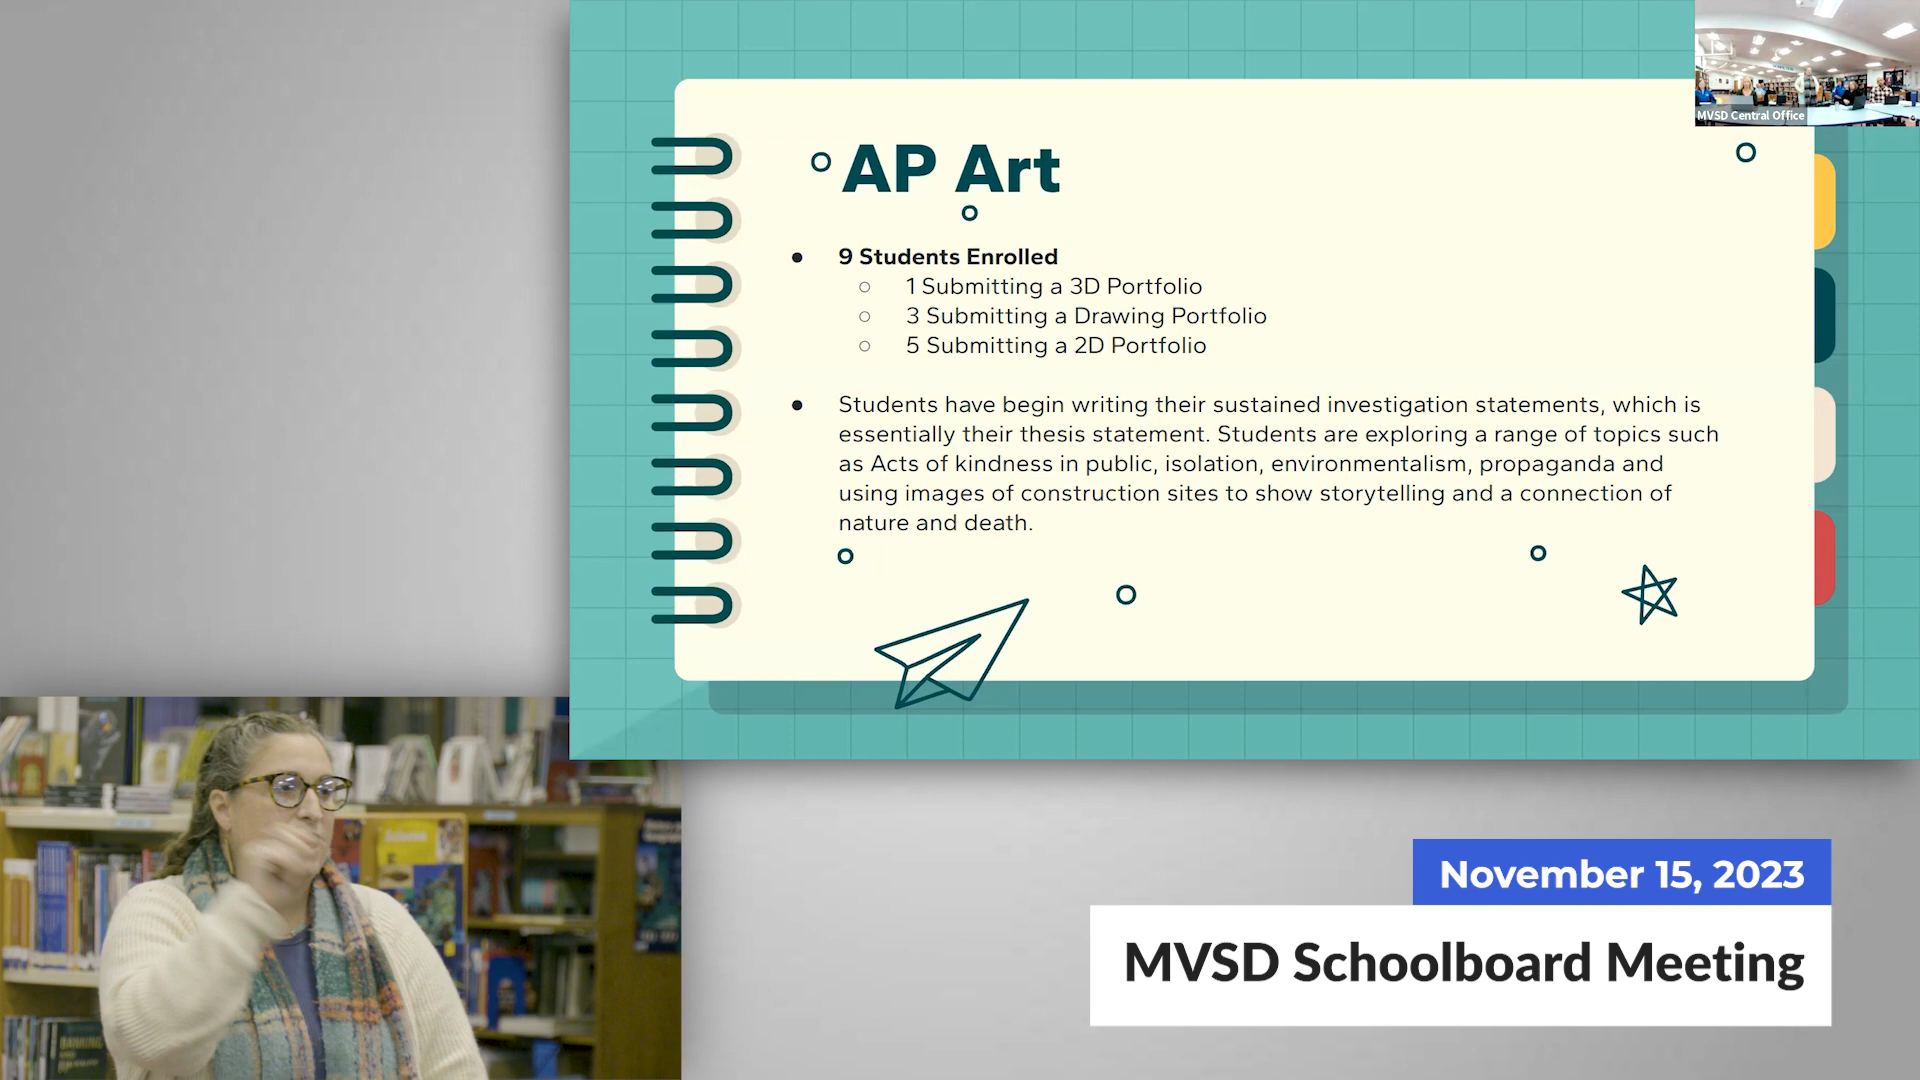 MVSD Central Office
AP Art
9 Students Enrolled
1 Submitting a 3D Portfolio
3 Submitting a Drawing Portfolio
5 Submitting a 2D Portfolio
Students have begin writing their sustained investigation statements, which is
essentially their thesis statement. Students are exploring a range of topics such
as Acts of kindness in public, isolation, environmentalism, propaganda and
using images of construction sites to show storytelling and a connection of
nature and death.
November 15, 2023
MVSD Schoolboard Meeting